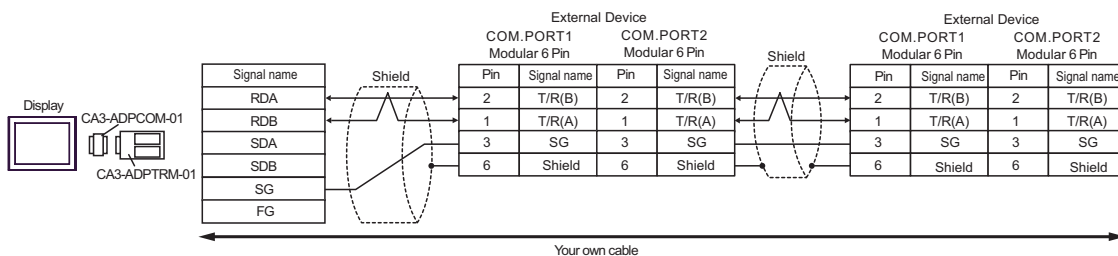 External Device
External Device
COM.PORT1 COM.PORT2
COM.PORT1 COM.PORT2
Modular 6 Pin Modular 6 Pin
Modular 6 Pin Modular 6 Pin
Shield
Shield
Display
CA3-ADPCOM-01
CA3-ADPTRM-01
Signal name
RDA
RDB
SDA
SDB
SG
FG
Pin Signal name Pin Signal name
2 T/R(B) 2 T/R(B)
1 T/R(A) 1 T/R(A)
3 SG 3 SG
6 Shield 6 Shield
Pin Signal name Pin Signal name
2 T/R(B) 2 T/R(B)
1 T/R(A) 1 T/R(A)
3 SG 3 SG
6 Shield 6 Shield
Your own cable